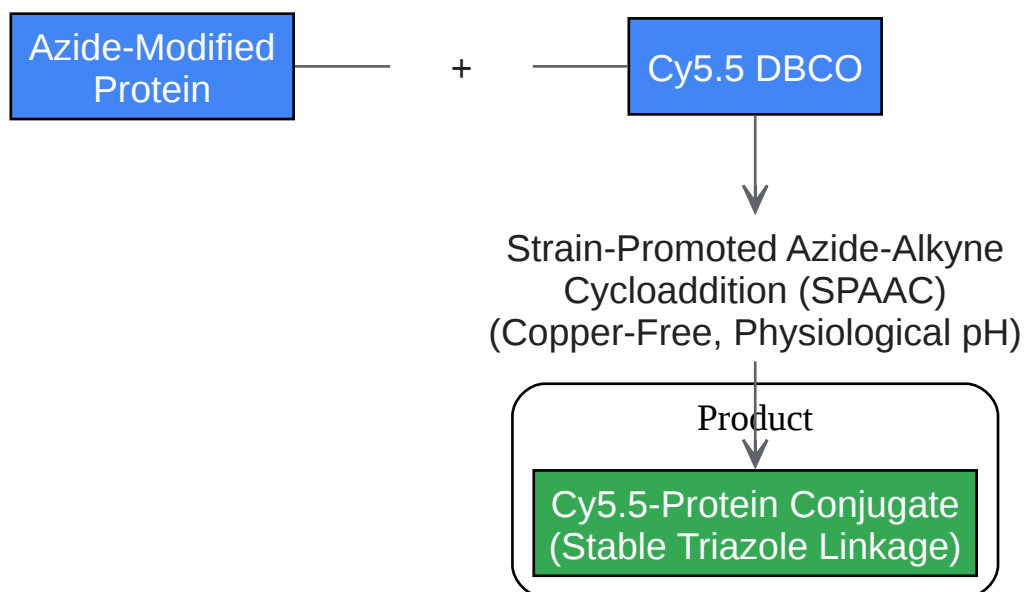 Azide-Modified
Protein
+
Cy5.5 DBCO
Strain-Promoted Azide-Alkyne
Cycloaddition (SPAAC)
(Copper-Free, Physiological pH)
Product
Cy5.5-Protein Conjugate
(Stable Triazole Linkage)